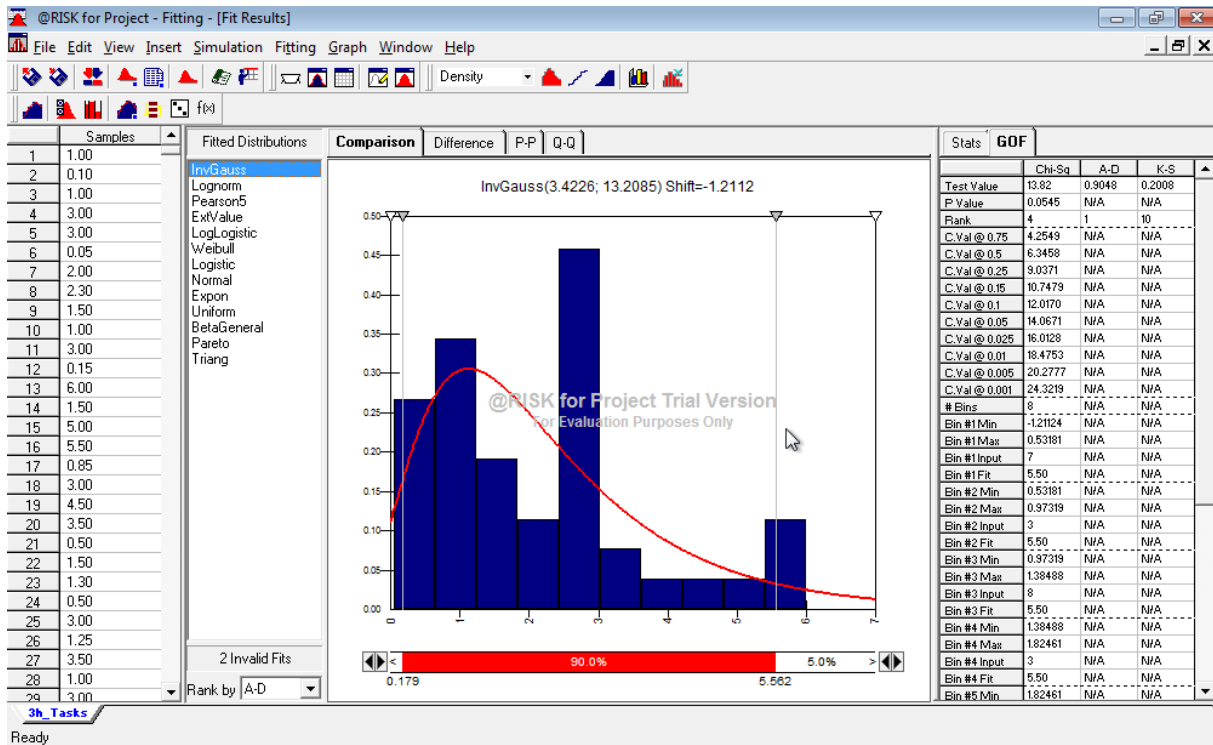 @RISK for Project - Fitting - [Fit Results]
File Edit View Insert Simulation Fitting Graph Window Help
Density
f(x)
Samples
1 1.00
2 0.10
3 1.00
4 3.00
5 3.00
6 0.05
7 2.00
8 2.30
9 1.50
10 1.00
11 3.00
12 0.15
13 6.00
14 1.50
15 5.00
16 5.50
17 0.85
18 3.00
19 4.50
20 3.50
21 0.50
22 1.50
23 1.30
24 0.50
25 3.00
26 1.25
27 3.50
28 1.00
29 3.00
Fitted Distributions
InvGauss
Lognorm
Pearson5
ExtValue
LogLogistic
Weibull
Logistic
Normal
Expon
Uniform
BetaGeneral
Pareto
Triang
2 Invalid Fits
Rank by A-D
Comparison Difference P-P Q-Q
InvGauss(3.4226; 13.2085) Shift=-1.2112
0.50
0.45
0.40
0.35
0.30
0.25
0.20
0.15
0.10
0.05
0.00
@RISK for Project Trial Version
For Evaluation Purposes Only
0 1 2 3 4 5 6 7
< 90.0% 5.0% >
0.179 5.562
Stats GOF
Chi-Sq A-D K-S
Test Value 13.82 0.9048 0.2008
P Value 0.0545 N/A N/A
Rank 4 1 10
C.Val @ 0.75 4.2549 N/A N/A
C.Val @ 0.5 6.3458 N/A N/A
C.Val @ 0.25 9.0371 N/A N/A
C.Val @ 0.15 10.7479 N/A N/A
C.Val @ 0.1 12.0170 N/A N/A
C.Val @ 0.05 14.0671 N/A N/A
C.Val @ 0.025 16.0128 N/A N/A
C.Val @ 0.01 18.4753 N/A N/A
C.Val @ 0.005 20.2777 N/A N/A
C.Val @ 0.001 24.3219 N/A N/A
# Bins 8 N/A N/A
Bin #1 Min -1.21124 N/A N/A
Bin #1 Max 0.53181 N/A N/A
Bin #1 Input 7 N/A N/A
Bin #1 Fit 5.50 N/A N/A
Bin #2 Min 0.53181 N/A N/A
Bin #2 Max 0.97319 N/A N/A
Bin #2 Input 3 N/A N/A
Bin #2 Fit 5.50 N/A N/A
Bin #3 Min 0.97319 N/A N/A
Bin #3 Max 1.38488 N/A N/A
Bin #3 Input 8 N/A N/A
Bin #3 Fit 5.50 N/A N/A
Bin #4 Min 1.38488 N/A N/A
Bin #4 Max 1.82461 N/A N/A
Bin #4 Input 3 N/A N/A
Bin #4 Fit 5.50 N/A N/A
Bin #5 Min 1.82461 N/A N/A
3h_Tasks
Ready